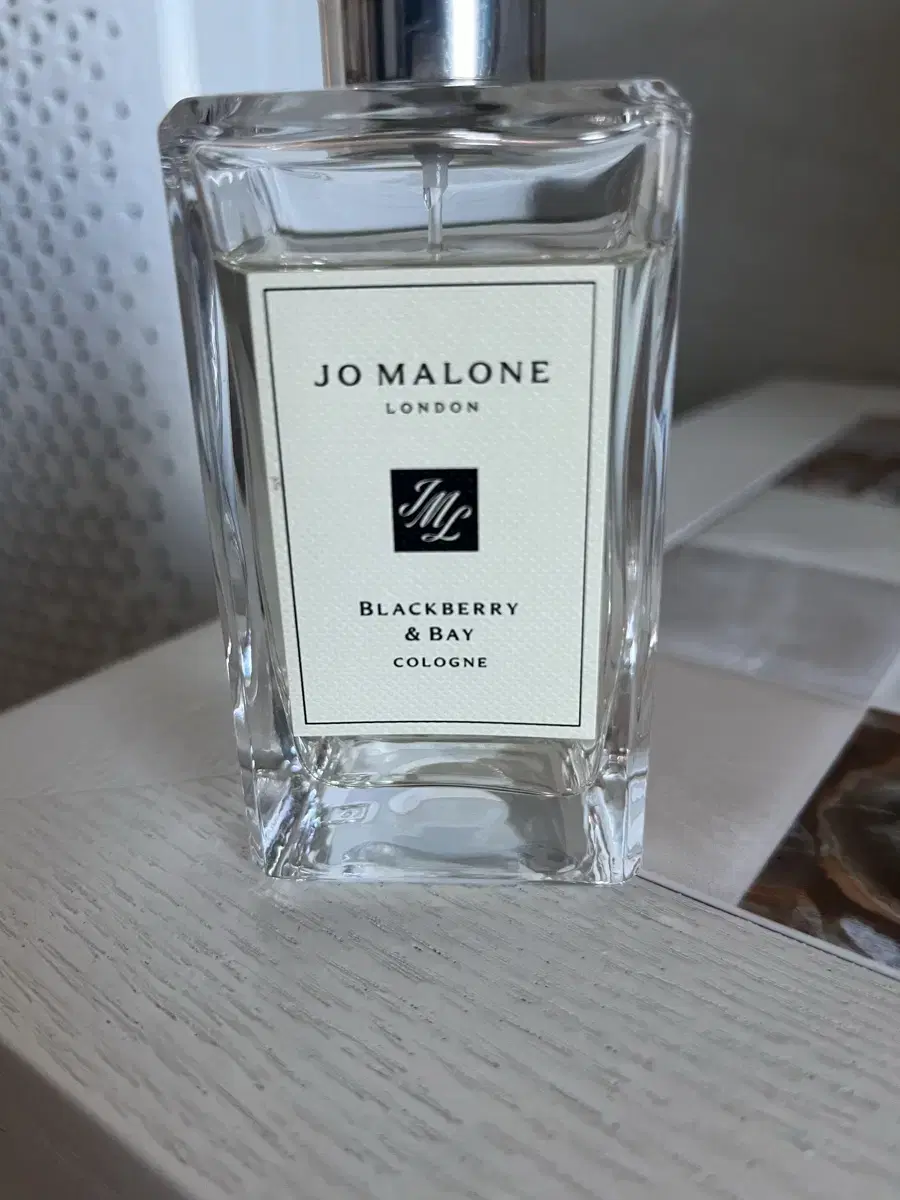 JO MALONE
LONDON
JML
BLACKBERRY
& BAY
COLOGNE